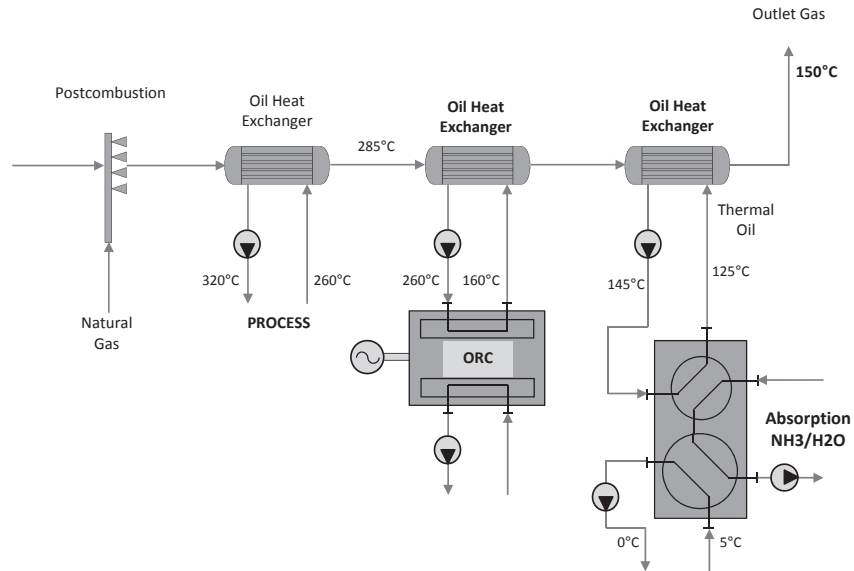 Outlet Gas
150°C
Postcombustion
Oil Heat
Exchanger
Oil Heat
Exchanger
Oil Heat
Exchanger
285°C
Thermal
Oil
320°C
260°C
260°C
160°C
145°C
125°C
Natural
Gas
PROCESS
ORC
Absorption
NH3/H2O
0°C
5°C